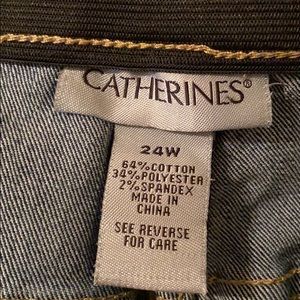 CATHERINES®
24W
64%COTTON
34%POLYESTER
2%SPANDEX
MADE IN
CHINA
SEE REVERSE
FOR CARE